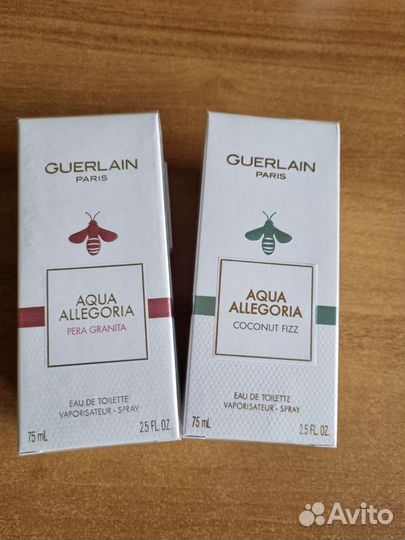 GUERLAIN
PARIS
AQUA
ALLEGORIA
PERA GRANITA
EAU DE TOILETTE
VAPORISATEUR - SPRAY
75 mL
2.5 FL. OZ.
GUERLAIN
PARIS
AQUA
ALLEGORIA
COCONUT FIZZ
EAU DE TOILETTE
VAPORISATEUR - SPRAY
75 mL
2.5 FL. OZ.
Avito